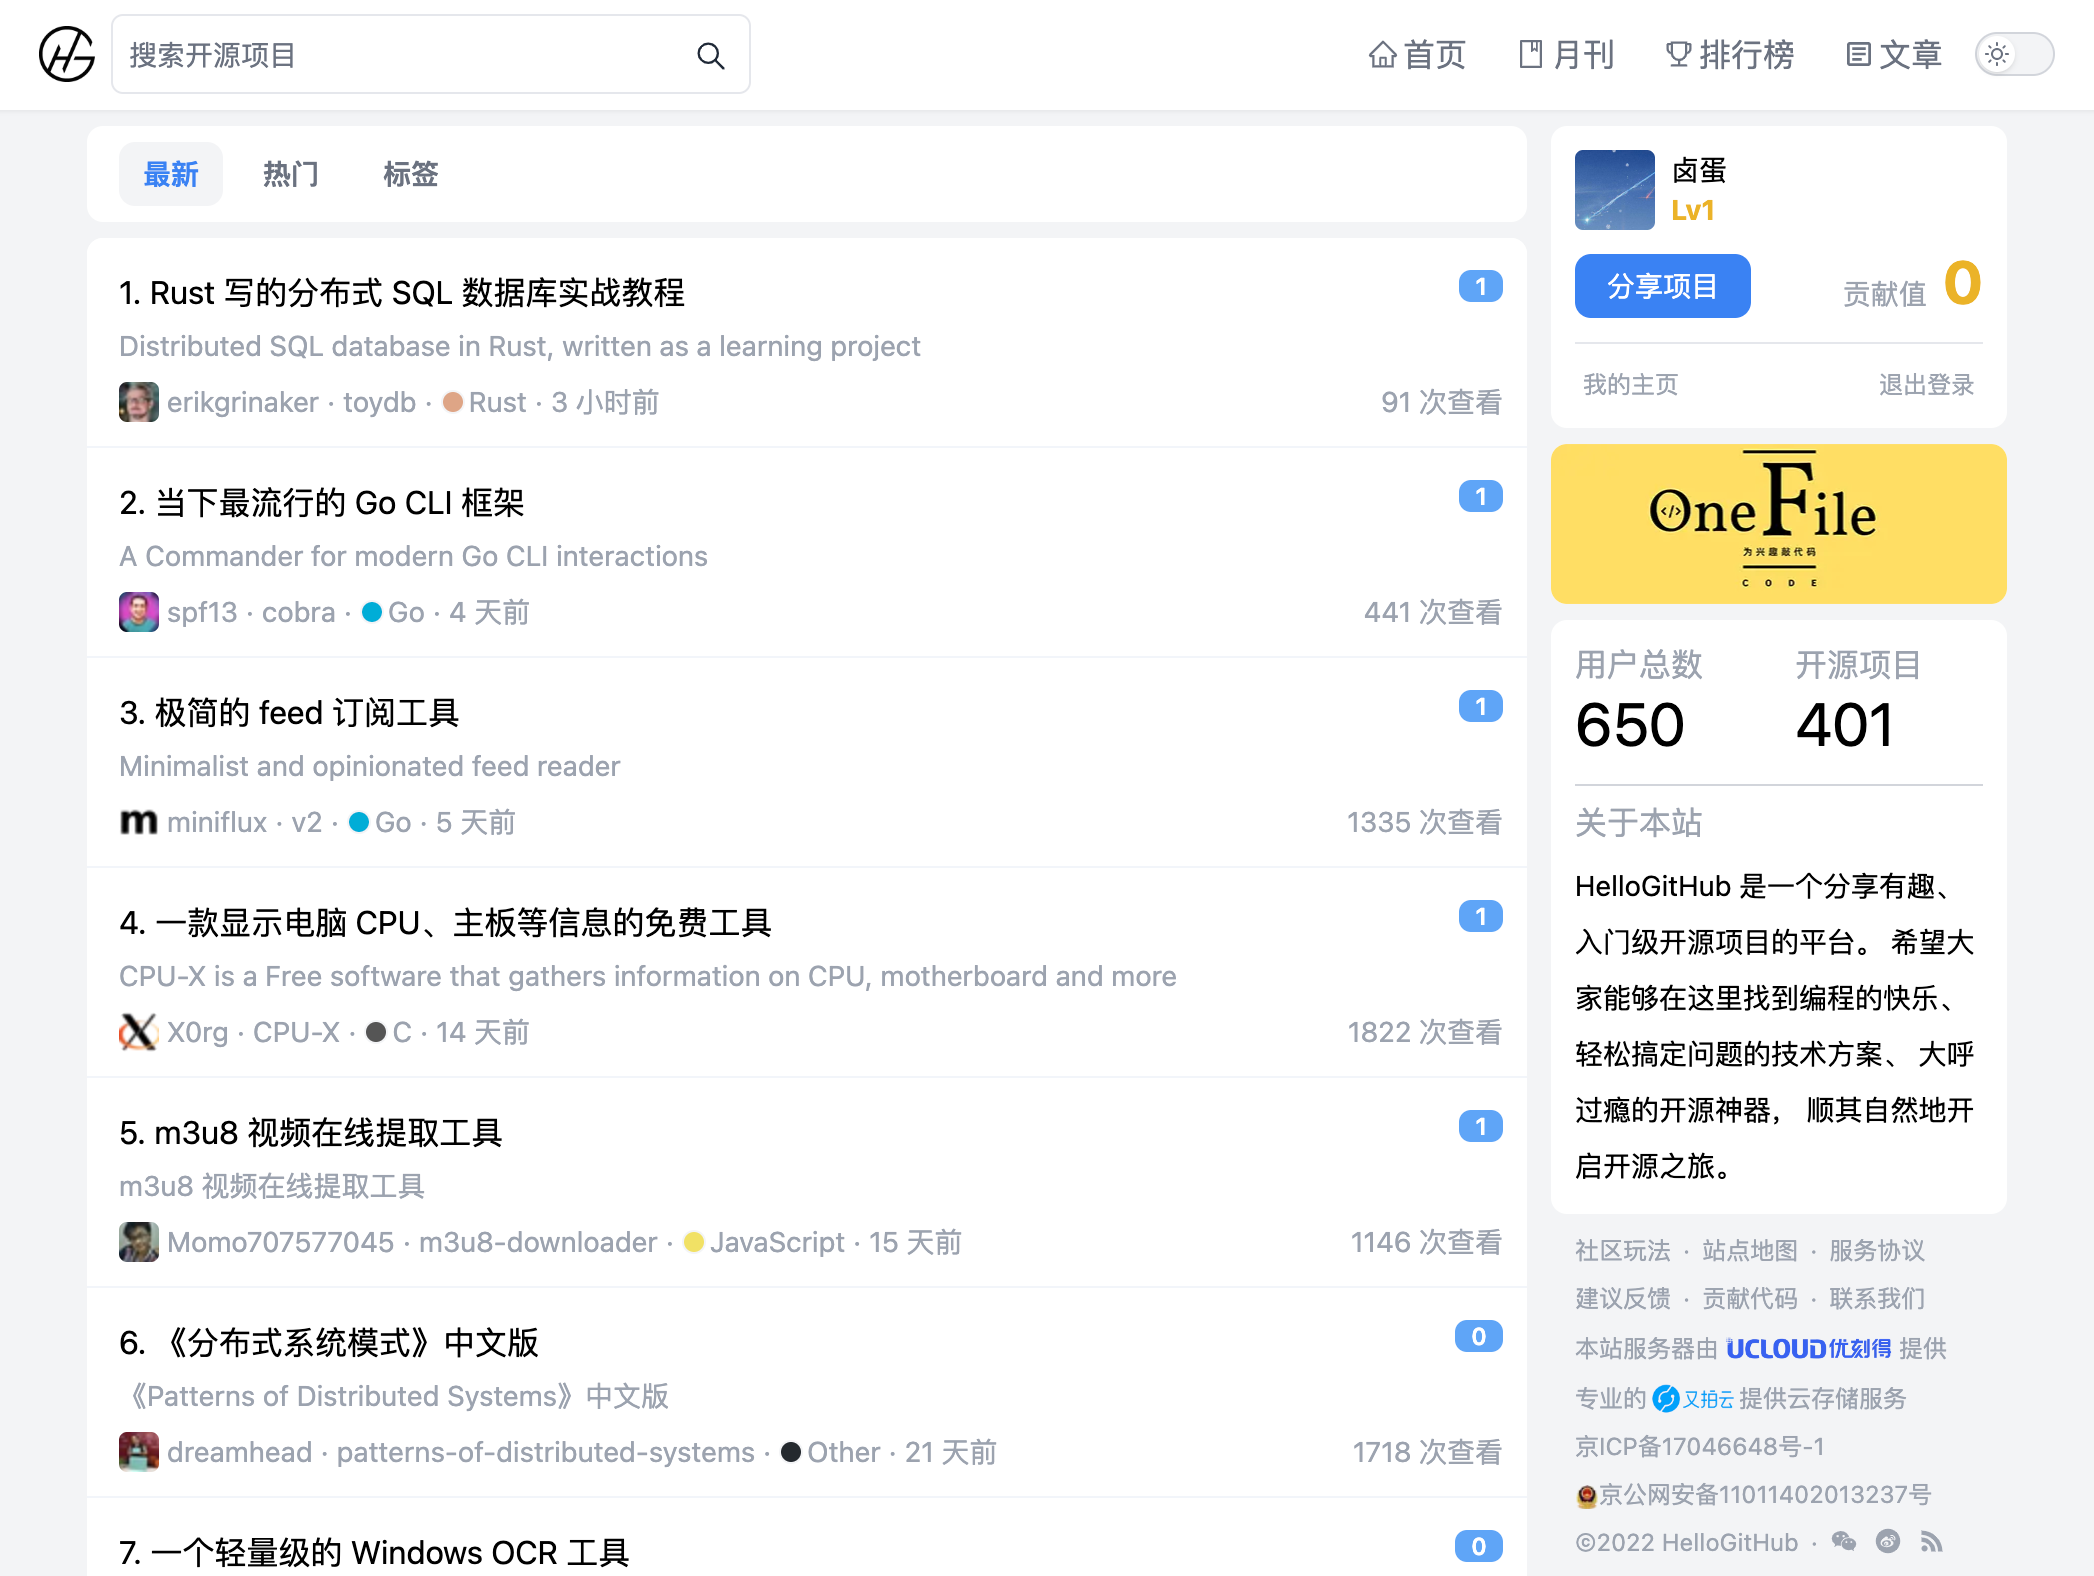 搜索开源项目
首页
月刊
排行榜
文章
最新
热门
标签
1. Rust 写的分布式 SQL 数据库实战教程
1
Distributed SQL database in Rust, written as a learning project
erikgrinaker · toydb · Rust · 3 小时前
91 次查看
2. 当下最流行的 Go CLI 框架
1
A Commander for modern Go CLI interactions
spf13 · cobra · Go · 4 天前
441 次查看
3. 极简的 feed 订阅工具
1
Minimalist and opinionated feed reader
miniflux · v2 · Go · 5 天前
1335 次查看
4. 一款显示电脑 CPU、主板等信息的免费工具
1
CPU-X is a Free software that gathers information on CPU, motherboard and more
X0rg · CPU-X · C · 14 天前
1822 次查看
5. m3u8 视频在线提取工具
1
m3u8 视频在线提取工具
Momo707577045 · m3u8-downloader · JavaScript · 15 天前
1146 次查看
6. 《分布式系统模式》中文版
0
《Patterns of Distributed Systems》中文版
dreamhead · patterns-of-distributed-systems · Other · 21 天前
1718 次查看
7. 一个轻量级的 Windows OCR 工具
0
卤蛋
Lv1
分享项目
贡献值 0
我的主页
退出登录
OneFile
为兴趣敲代码
CODE
用户总数
开源项目
650
401
关于本站
HelloGitHub 是一个分享有趣、
入门级开源项目的平台。 希望大
家能够在这里找到编程的快乐、
轻松搞定问题的技术方案、 大呼
过瘾的开源神器， 顺其自然地开
启开源之旅。
社区玩法 · 站点地图 · 服务协议
建议反馈 · 贡献代码 · 联系我们
本站服务器由 UCLOUD优刻得 提供
专业的 又拍云 提供云存储服务
京ICP备17046648号-1
京公网安备11011402013237号
©2022 HelloGitHub ·